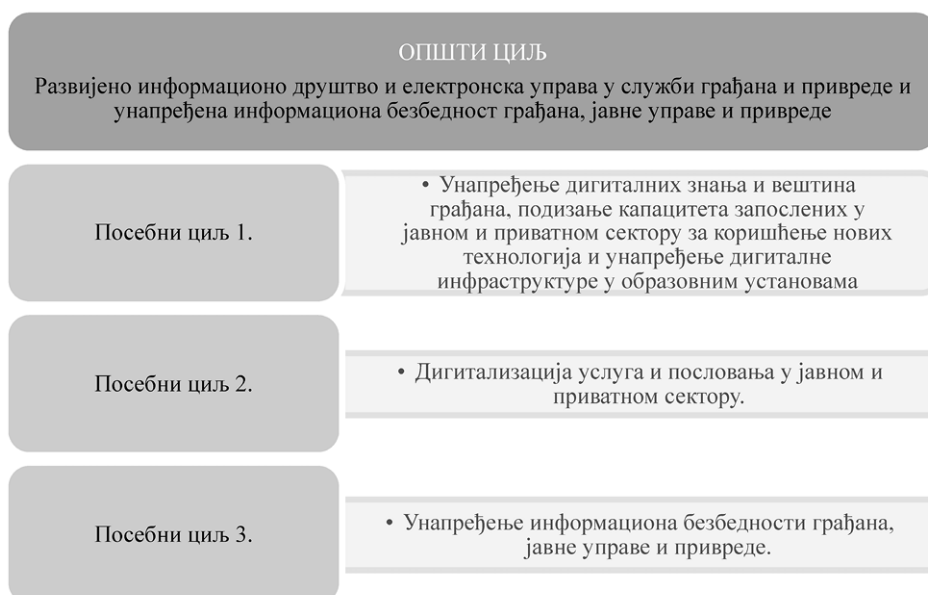 ОПШТИ ЦИЉ
Развијено информационо друштво и електронска управа у служби грађана и привреде и
унапређена информациона безбедност грађана, јавне управе и привреде
Посебни циљ 1.
• Унапређење дигиталних знања и вештина
грађана, подизање капацитета запослених у
јавном и приватном сектору за коришћење нових
технологија и унапређење дигиталне
инфраструктуре у образовним установама
Посебни циљ 2.
• Дигитализација услуга и пословања у јавном и
приватном сектору.
Посебни циљ 3.
• Унапређење информациона безбедности грађана,
јавне управе и привреде.